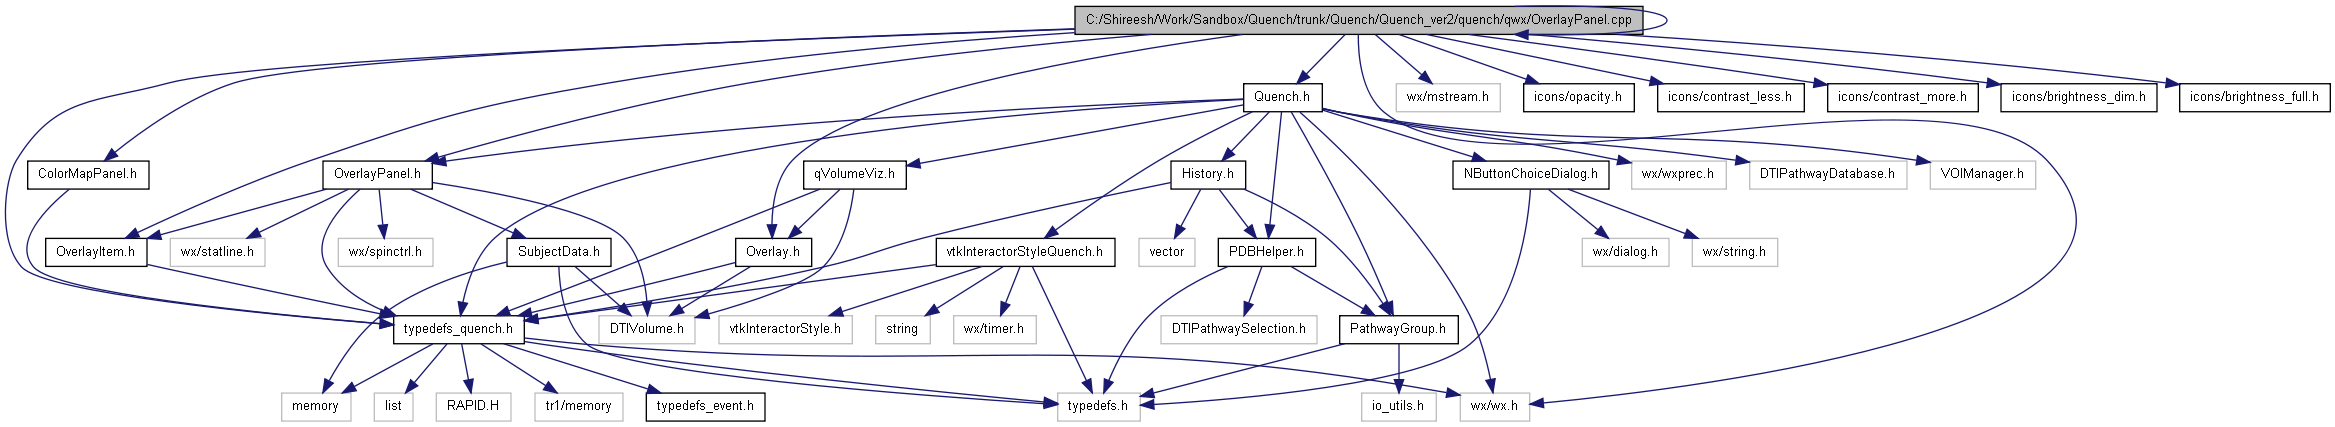 C:/Shireesh/Work/Sandbox/Quench/trunk/Quench/Quench_ver2/quench/qwx/OverlayPanel.cpp
Quench.h
wx/mstream.h
icons/opacity.h
icons/contrast_less.h
icons/contrast_more.h
icons/brightness_dim.h
icons/brightness_full.h
ColorMapPanel.h
OverlayPanel.h
qVolumeViz.h
History.h
NButtonChoiceDialog.h
wx/wxprec.h
DTIPathwayDatabase.h
VOIManager.h
OverlayItem.h
wx/statline.h
wx/spinctrl.h
SubjectData.h
Overlay.h
vtkInteractorStyleQuench.h
vector
PDBHelper.h
wx/dialog.h
wx/string.h
typedefs_quench.h
DTIVolume.h
vtkInteractorStyle.h
string
wx/timer.h
DTIPathwaySelection.h
PathwayGroup.h
memory
list
RAPID.H
tr1/memory
typedefs_event.h
typedefs.h
io_utils.h
wx/wx.h